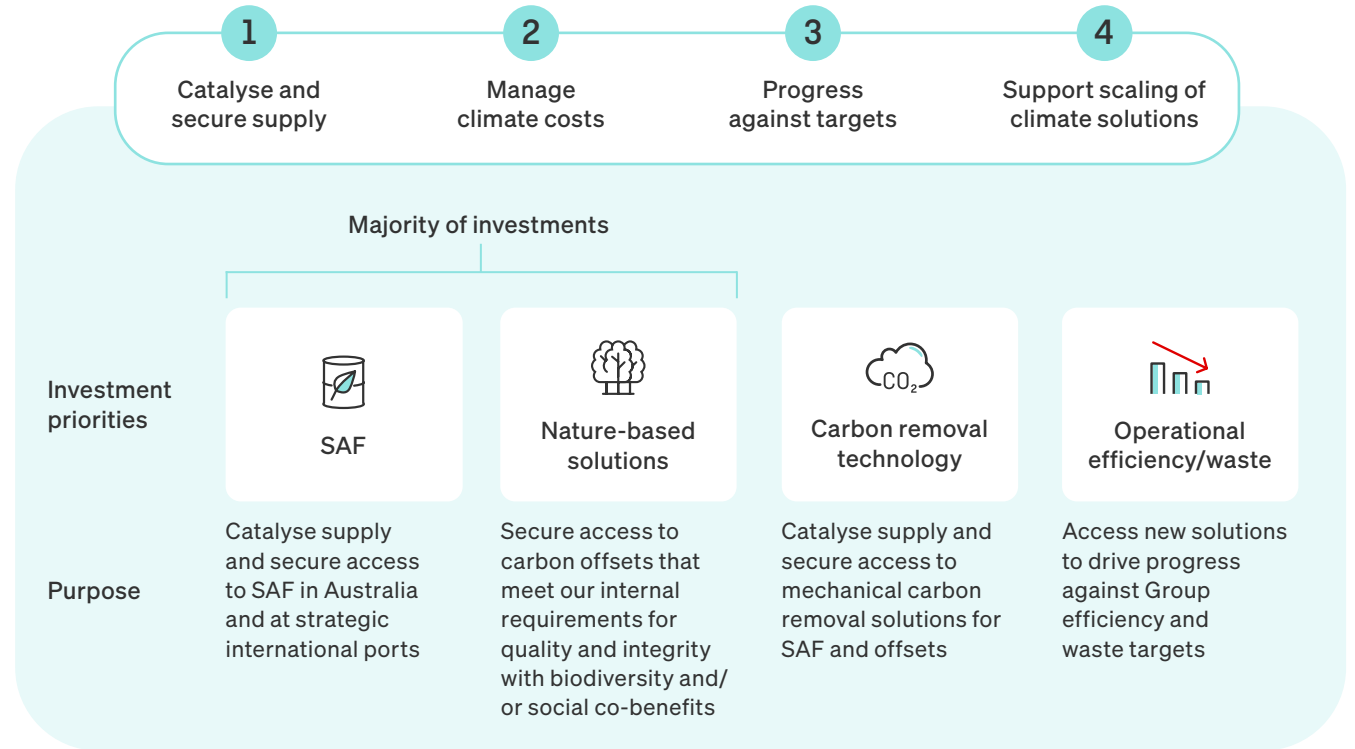 1
Catalyse and
secure supply
2
Manage
climate costs
3
Progress
against targets
4
Support scaling of
climate solutions
Majority of investments
Investment
priorities
SAF
Nature-based
solutions
CO₂
Carbon removal
technology
Operational
efficiency/waste
Purpose
Catalyse supply
and secure access
to SAF in Australia
and at strategic
international ports
Secure access to
carbon offsets that
meet our internal
requirements for
quality and integrity
with biodiversity and/
or social co-benefits
Catalyse supply and
secure access to
mechanical carbon
removal solutions for
SAF and offsets
Access new solutions
to drive progress
against Group
efficiency and
waste targets